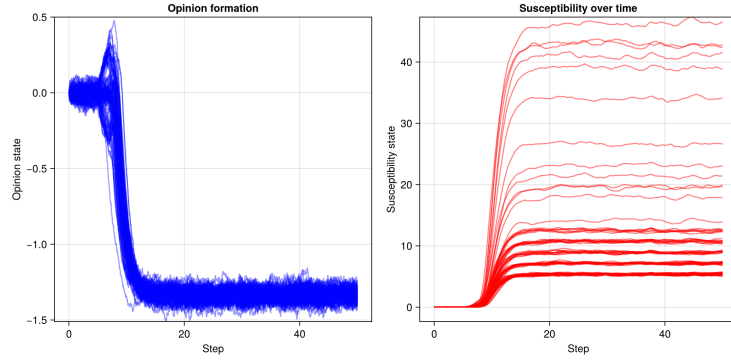 Opinion formation
0.5
0.0
−0.5
−1.0
−1.5
Opinion state
0
20
40
Step
Susceptibility over time
40
30
20
10
0
Susceptibility state
0
20
40
Step